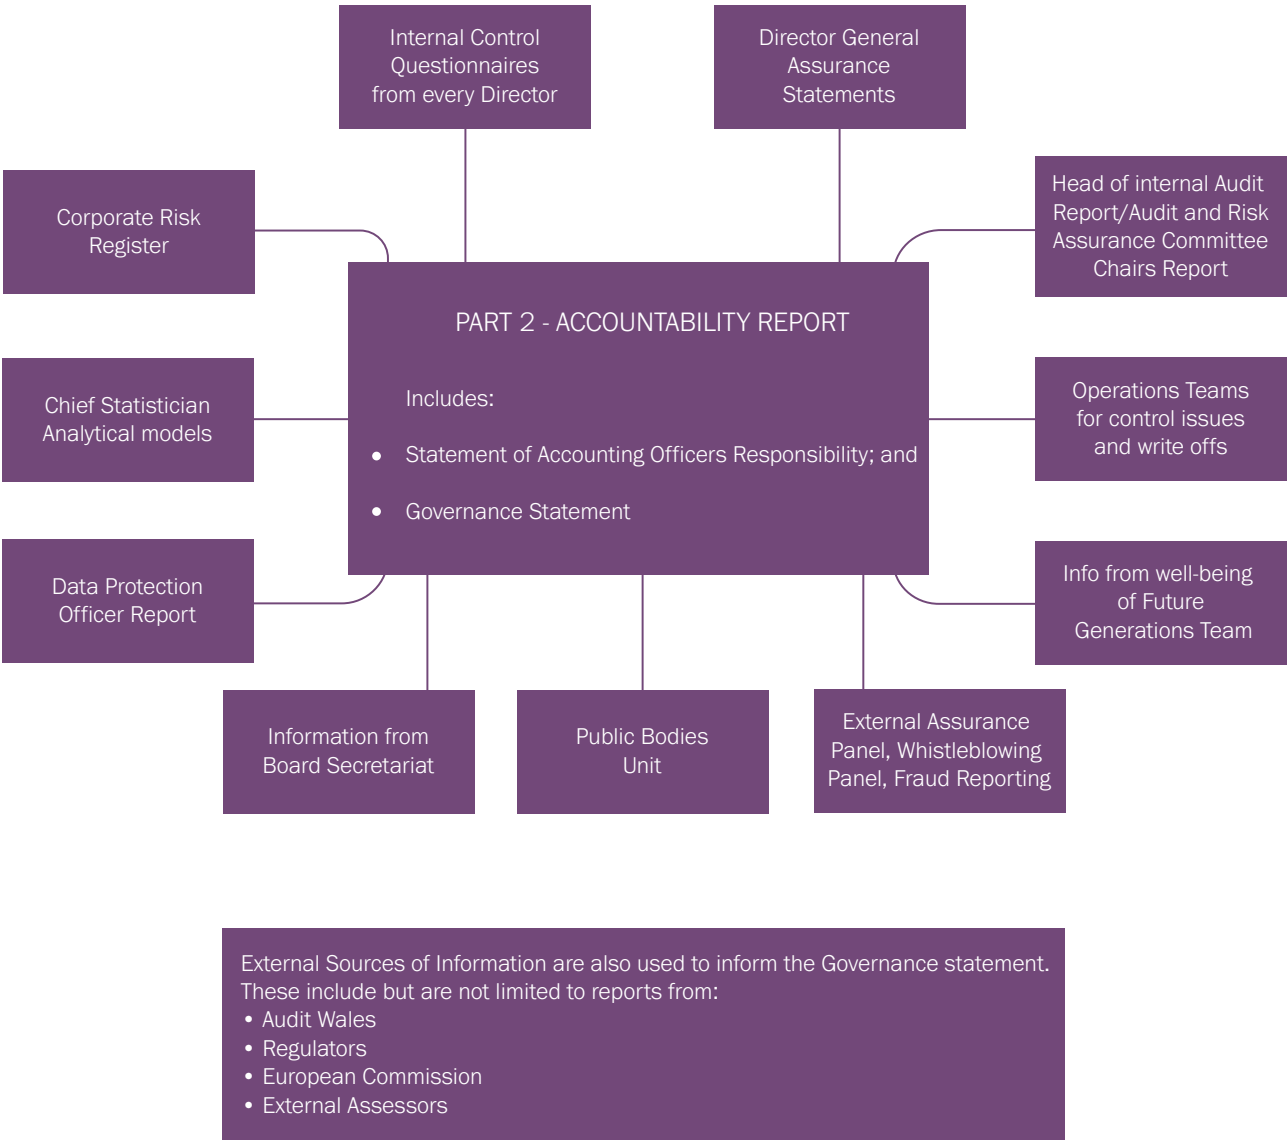 Internal Control
Questionnaires
from every Director
Director General
Assurance
Statements
Corporate Risk
Register
Head of internal Audit
Report/Audit and Risk
Assurance Committee
Chairs Report
PART 2 - ACCOUNTABILITY REPORT
Includes:
• Statement of Accounting Officers Responsibility; and
• Governance Statement
Chief Statistician
Analytical models
Operations Teams
for control issues
and write offs
Data Protection
Officer Report
Info from well-being
of Future
Generations Team
Information from
Board Secretariat
Public Bodies
Unit
External Assurance
Panel, Whistleblowing
Panel, Fraud Reporting
External Sources of Information are also used to inform the Governance statement.
These include but are not limited to reports from:
• Audit Wales
• Regulators
• European Commission
• External Assessors